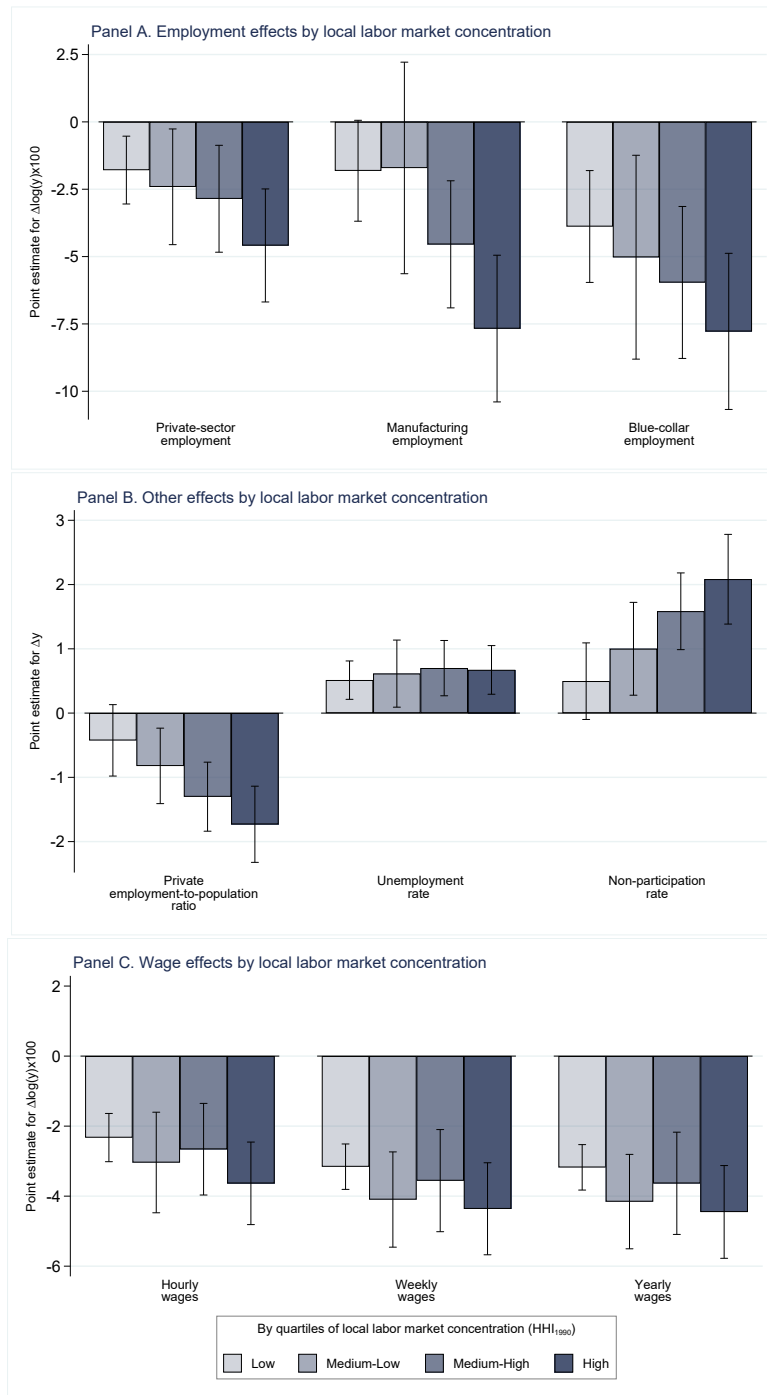 Panel A. Employment effects by local labor market concentration
Point estimate for Δlog(y)x100
2.5
0
-2.5
-5
-7.5
-10
Private-sector
employment
Manufacturing
employment
Blue-collar
employment
Panel B. Other effects by local labor market concentration
Point estimate for Δy
3
2
1
0
-1
-2
Private
employment-to-population
ratio
Unemployment
rate
Non-participation
rate
Panel C. Wage effects by local labor market concentration
Point estimate for Δlog(y)x100
2
0
-2
-4
-6
Hourly
wages
Weekly
wages
Yearly
wages
By quartiles of local labor market concentration (HHI₁₉₉₀)
Low Medium-Low Medium-High High